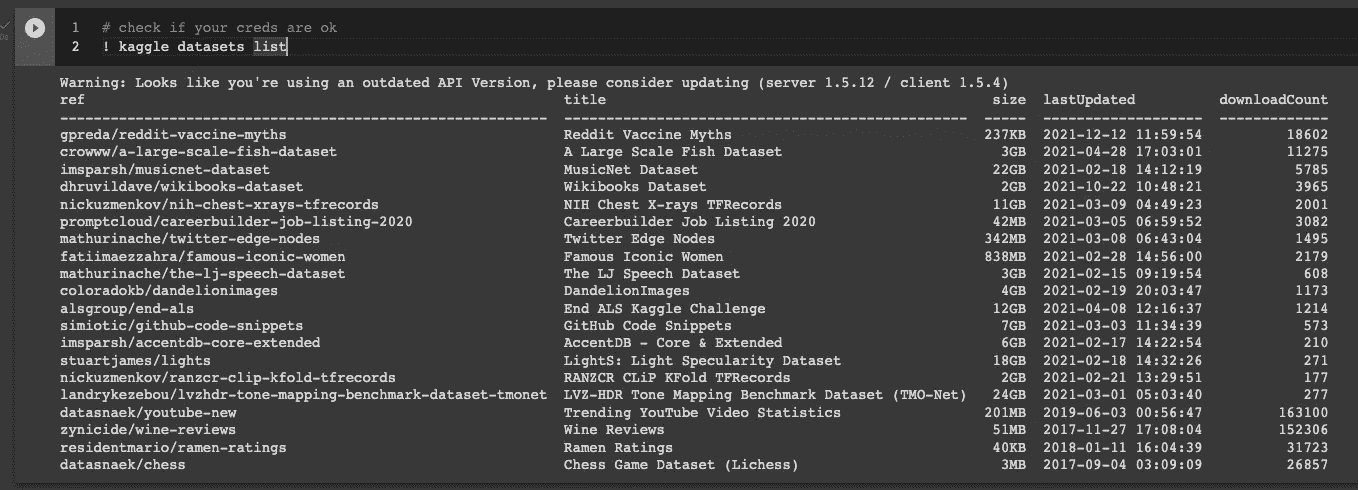 1 # check if your creds are ok
2 ! kaggle datasets list
Warning: Looks like you're using an outdated API Version, please consider updating (server 1.5.12 / client 1.5.4)
ref title size lastUpdated downloadCount
------------------------------------------------------- --------------------------------------------- ----- ------------------- -------------
gpreda/reddit-vaccine-myths Reddit Vaccine Myths 237KB 2021-12-12 11:59:54 18602
crowww/a-large-scale-fish-dataset A Large Scale Fish Dataset 3GB 2021-04-28 17:03:01 11275
imsparsh/musicnet-dataset MusicNet Dataset 22GB 2021-02-18 14:12:19 5785
dhruvildave/wikibooks-dataset Wikibooks Dataset 2GB 2021-10-22 10:48:21 3965
nickuzmenkov/nih-chest-xrays-tfrecords NIH Chest X-rays TFRecords 11GB 2021-03-09 04:49:23 2001
promptcloud/careerbuilder-job-listing-2020 Careerbuilder Job Listing 2020 42MB 2021-03-05 06:59:52 3082
mathurinache/twitter-edge-nodes Twitter Edge Nodes 342MB 2021-03-08 06:43:04 1495
fatiimaezzahra/famous-iconic-women Famous Iconic Women 838MB 2021-02-28 14:56:00 2179
mathurinache/the-lj-speech-dataset The LJ Speech Dataset 3GB 2021-02-15 09:19:54 608
coloradokb/dandelionimages DandelionImages 4GB 2021-02-19 20:03:47 1173
alsgroup/end-als End ALS Kaggle Challenge 12GB 2021-04-08 12:16:37 1214
simiotic/github-code-snippets GitHub Code Snippets 7GB 2021-03-03 11:34:39 573
imsparsh/accentdb-core-extended AccentDB - Core & Extended 6GB 2021-02-17 14:22:54 210
stuartjames/lights LightS: Light Specularity Dataset 18GB 2021-02-18 14:32:26 271
nickuzmenkov/ranzcr-clip-kfold-tfrecords RANZCR CLiP KFold TFRecords 2GB 2021-02-21 13:29:51 177
landrykezebou/lvzhdr-tone-mapping-benchmark-dataset-tmonet LVZ-HDR Tone Mapping Benchmark Dataset (TMO-Net) 24GB 2021-03-01 05:03:40 277
datasnaek/youtube-new Trending YouTube Video Statistics 201MB 2019-06-03 00:56:47 163100
zynicide/wine-reviews Wine Reviews 51MB 2017-11-27 17:08:04 152306
residentmario/ramen-ratings Ramen Ratings 40KB 2018-01-11 16:04:39 31723
datasnaek/chess Chess Game Dataset (Lichess) 3MB 2017-09-04 03:09:09 26857